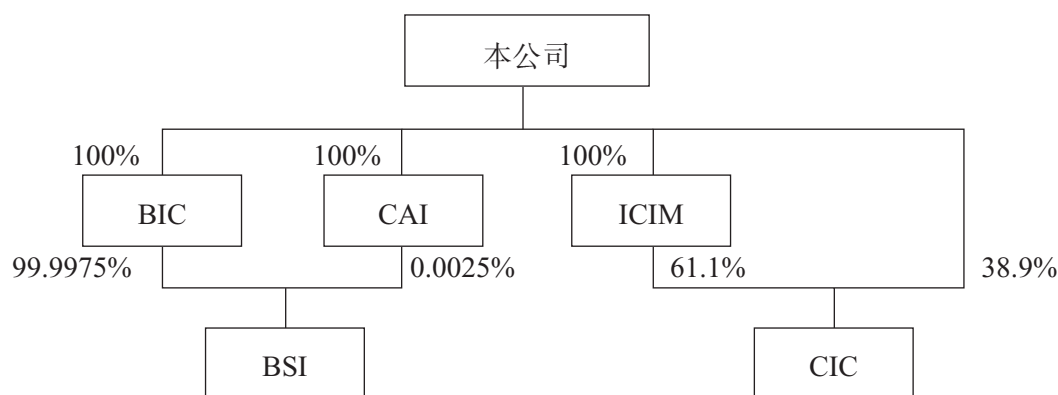 本公司
100% 100% 100%
BIC CAI ICIM
99.9975% 0.0025% 61.1% 38.9%
BSI CIC